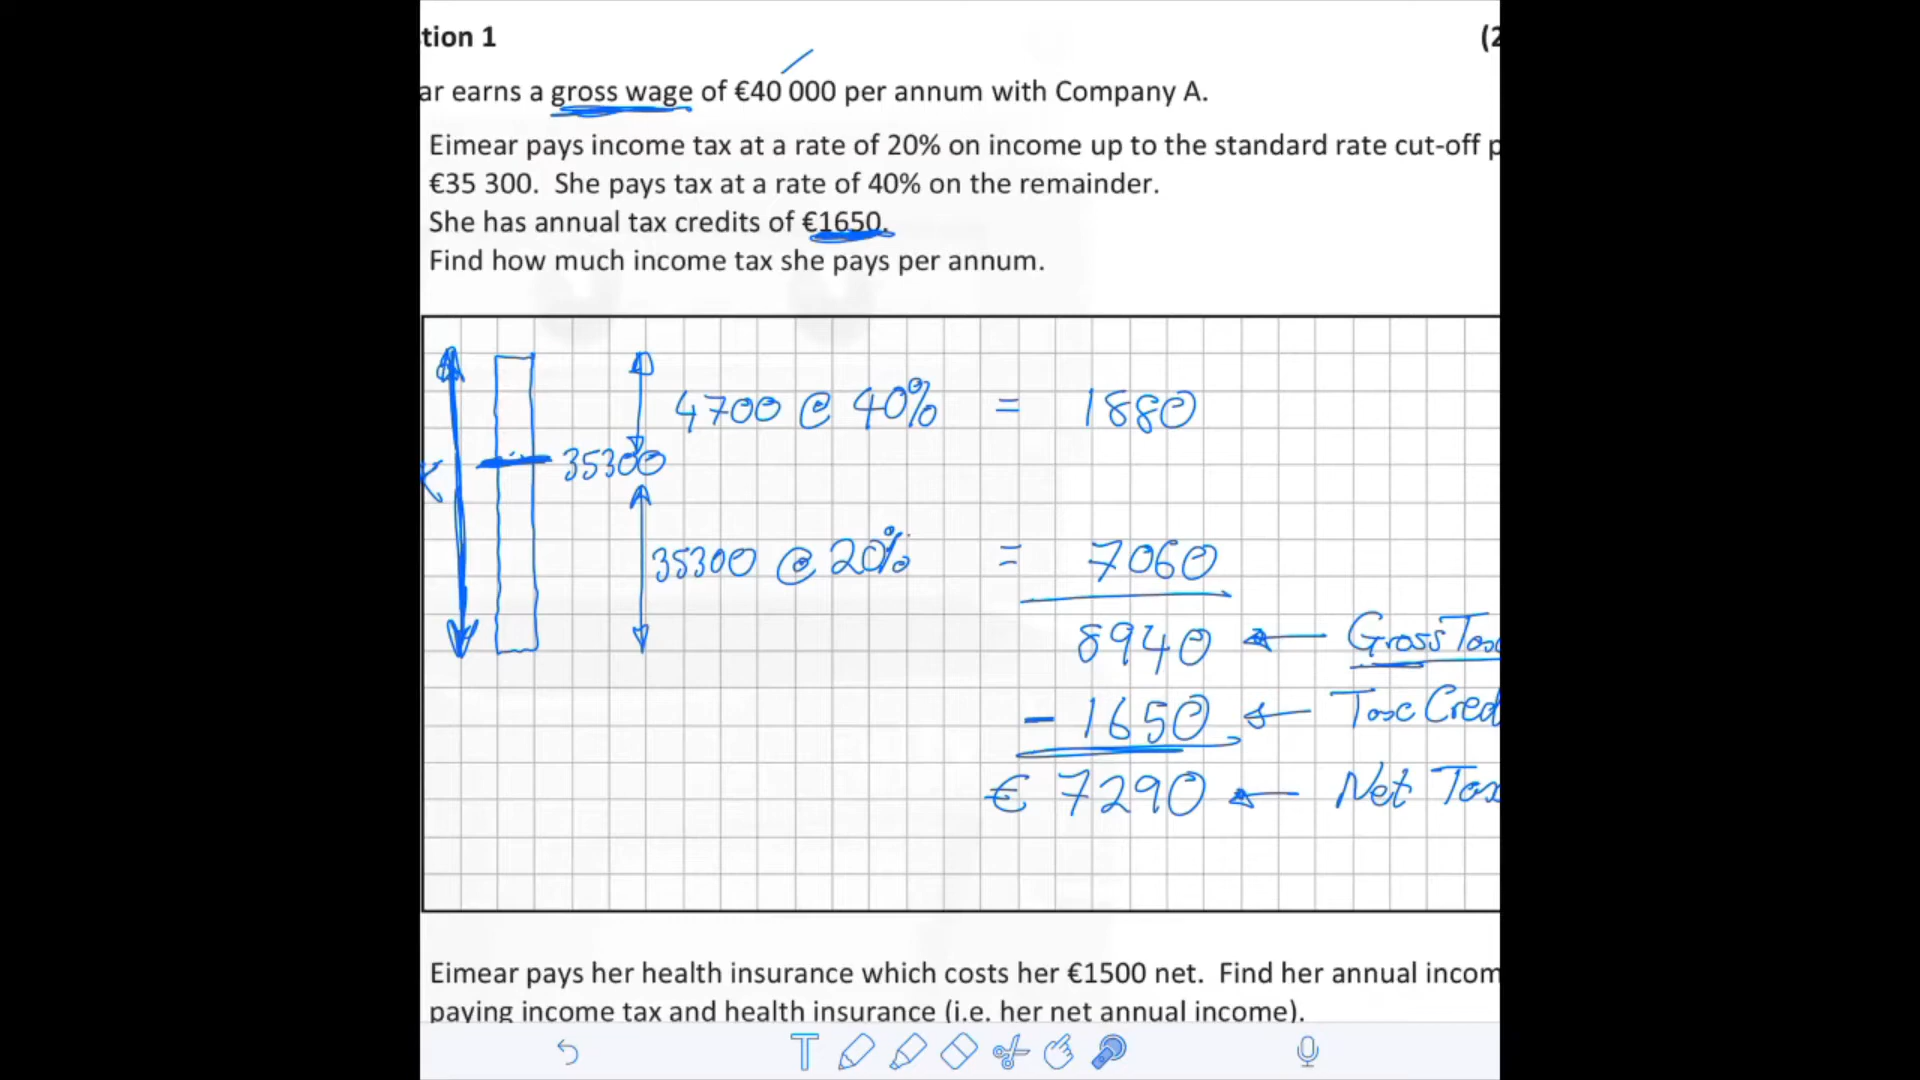 tion 1 (2
ar earns a gross wage of €40 000 per annum with Company A.
Eimear pays income tax at a rate of 20% on income up to the standard rate cut-off p
€35 300. She pays tax at a rate of 40% on the remainder.
She has annual tax credits of €1650.
Find how much income tax she pays per annum.
4700 @ 40% = 1880
35300
35300 @ 20% = 7060
8940 ← Gross Tax
- 1650 ← Tax Cred
€ 7290 ← Net Tax
Eimear pays her health insurance which costs her €1500 net. Find her annual incom
paying income tax and health insurance (i.e. her net annual income).
T